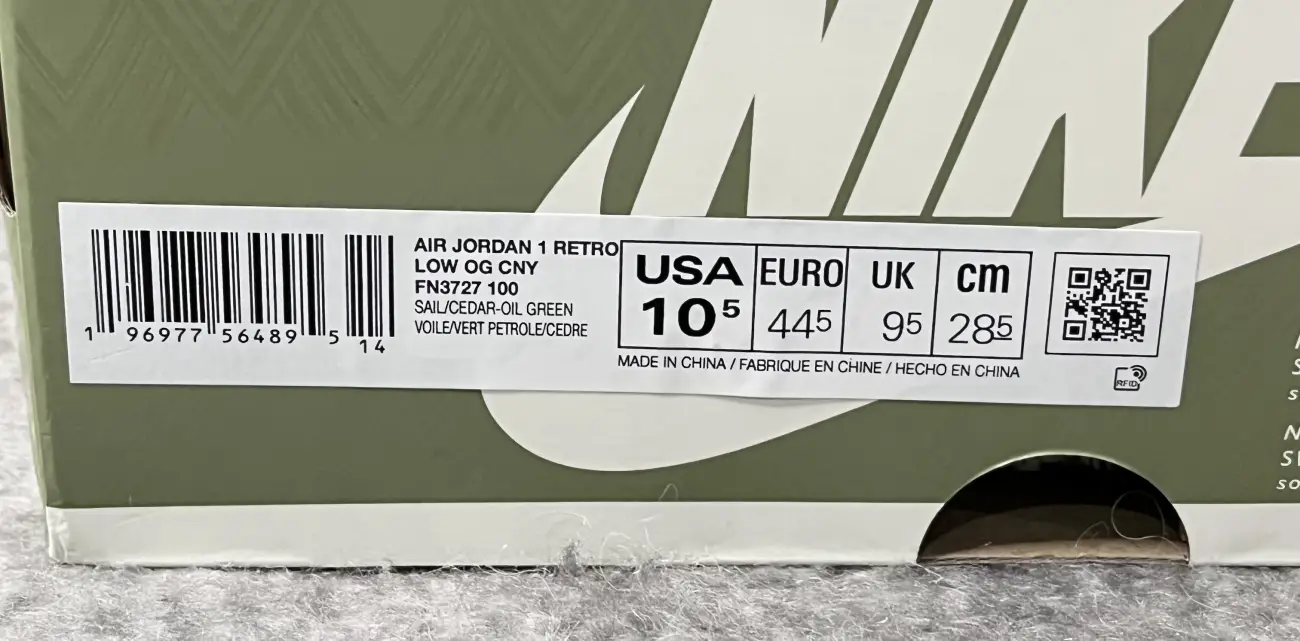 NIKE
AIR JORDAN 1 RETRO
LOW OG CNY
FN3727 100
SAIL/CEDAR-OIL GREEN
VOILE/VERT PETROLE/CEDRE
1 96977 56489 5 14
USA EURO UK cm
10⁵ 44⁵ 9⁵ 28⁵
MADE IN CHINA / FABRIQUE EN CHINE / HECHO EN CHINA
RFID